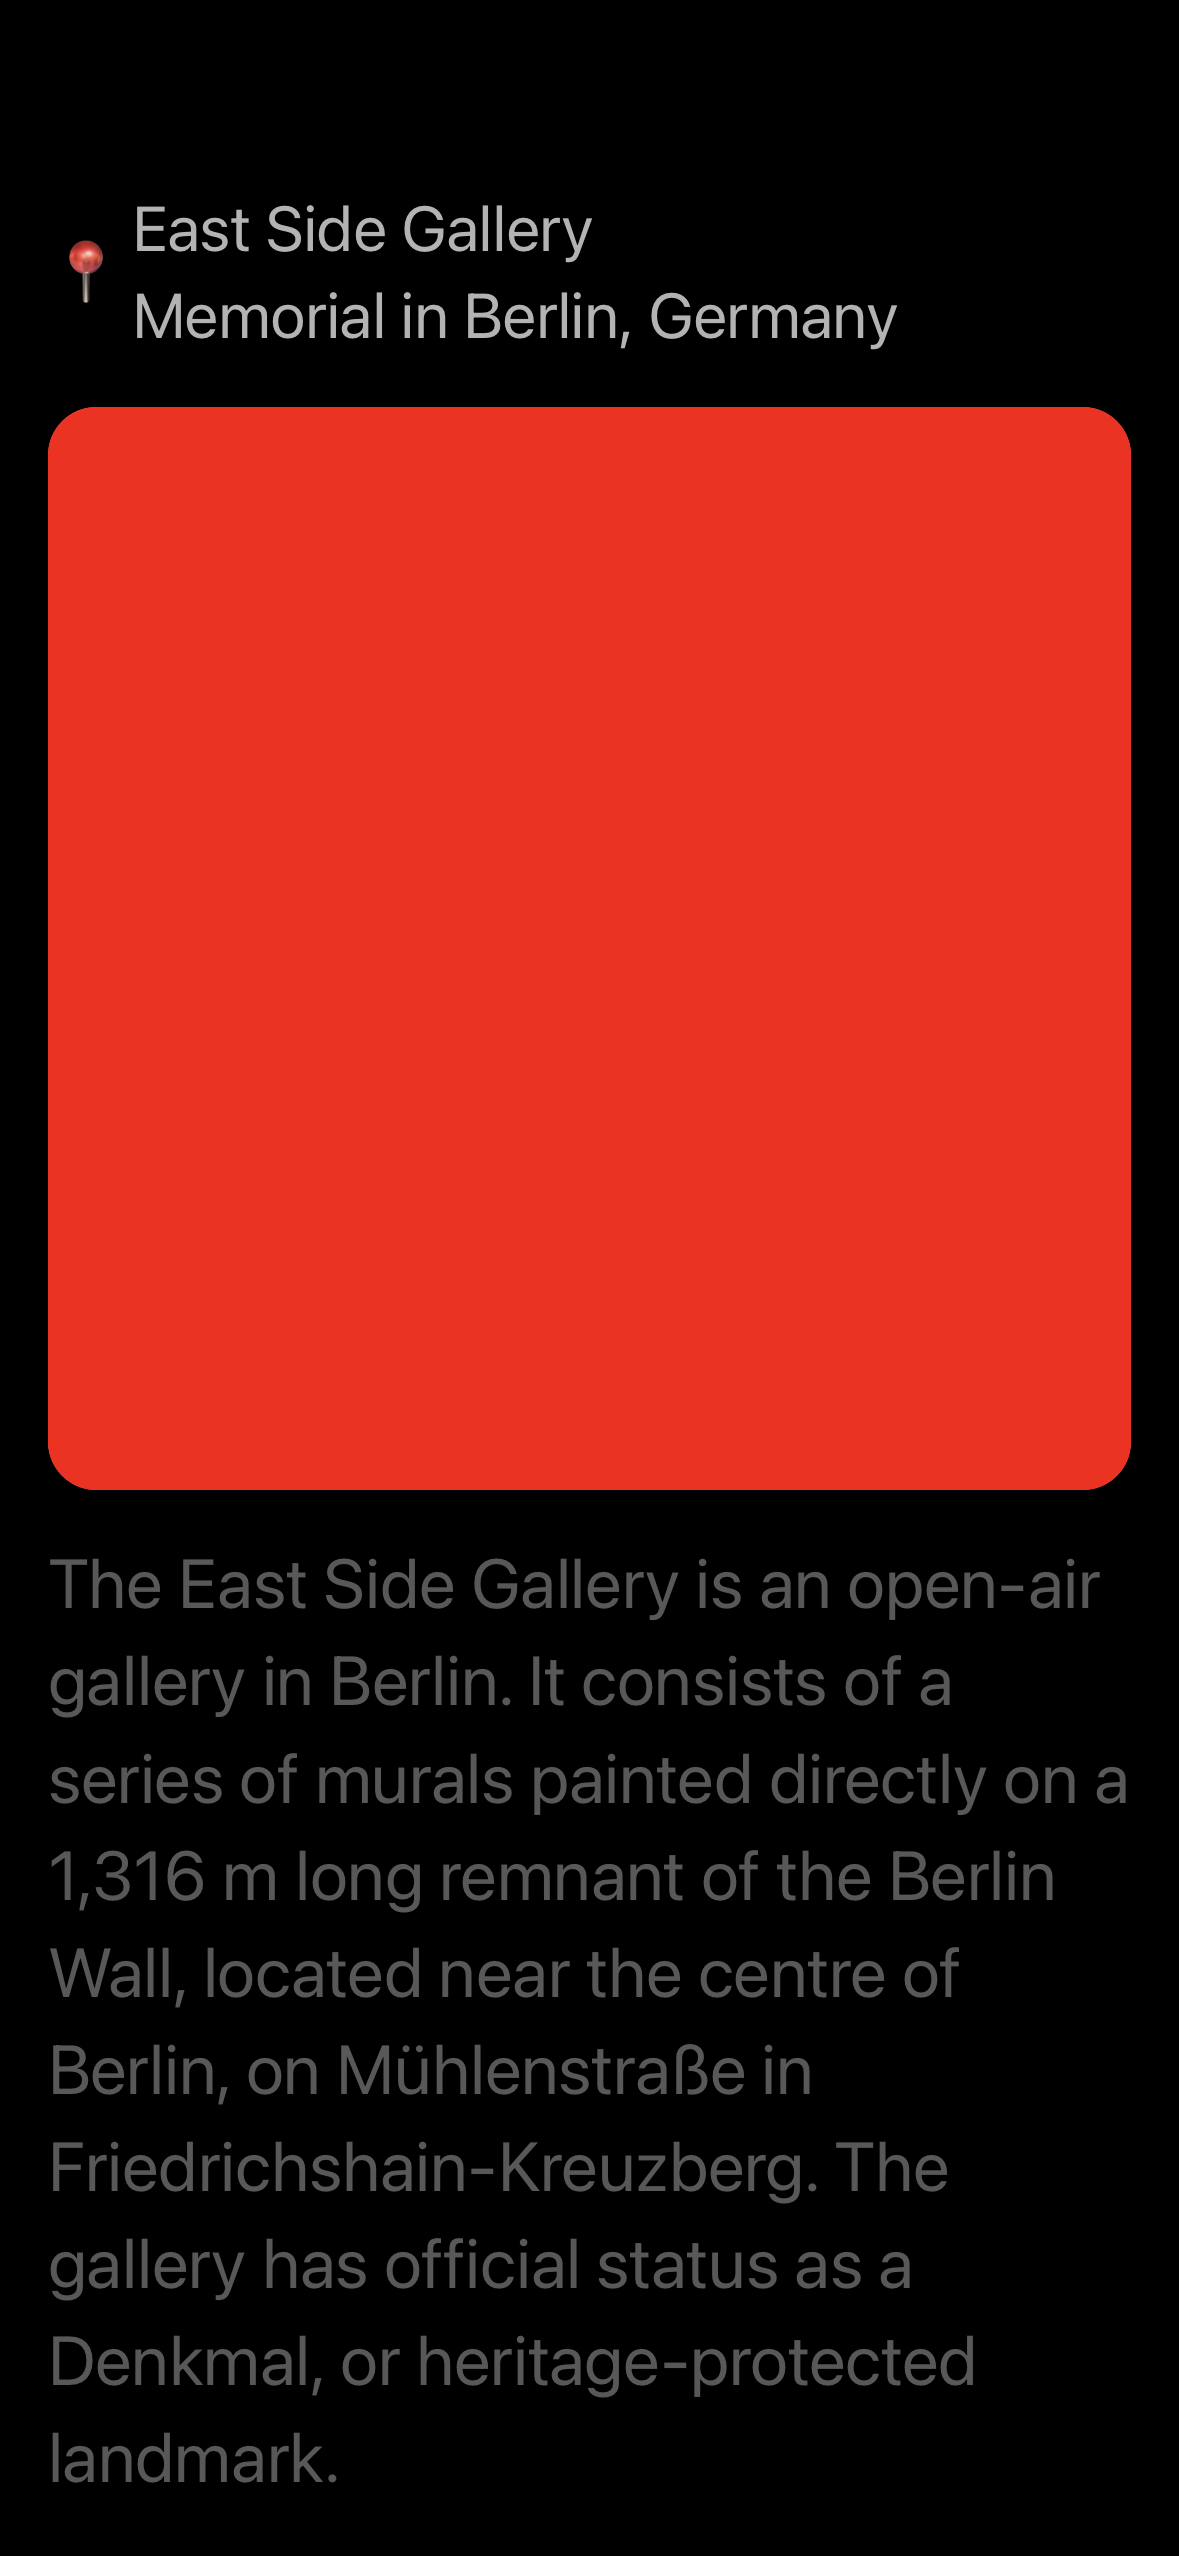 East Side Gallery
Memorial in Berlin, Germany
The East Side Gallery is an open-air
gallery in Berlin. It consists of a
series of murals painted directly on a
1,316 m long remnant of the Berlin
Wall, located near the centre of
Berlin, on Mühlenstraße in
Friedrichshain-Kreuzberg. The
gallery has official status as a
Denkmal, or heritage-protected
landmark.